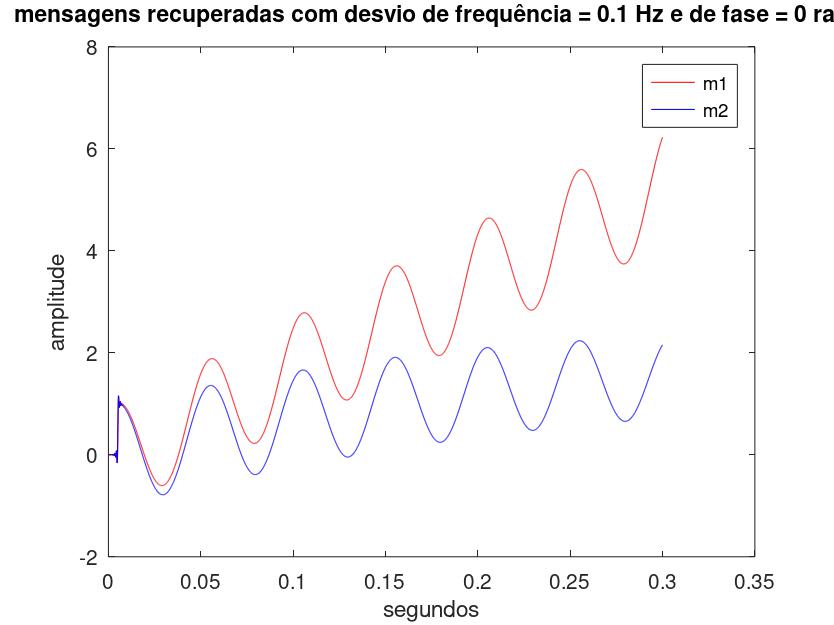 mensagens recuperadas com desvio de frequência = 0.1 Hz e de fase = 0 ra
8
m1
m2
6
4
2
0
-2
amplitude
0 0.05 0.1 0.15 0.2 0.25 0.3 0.35
segundos